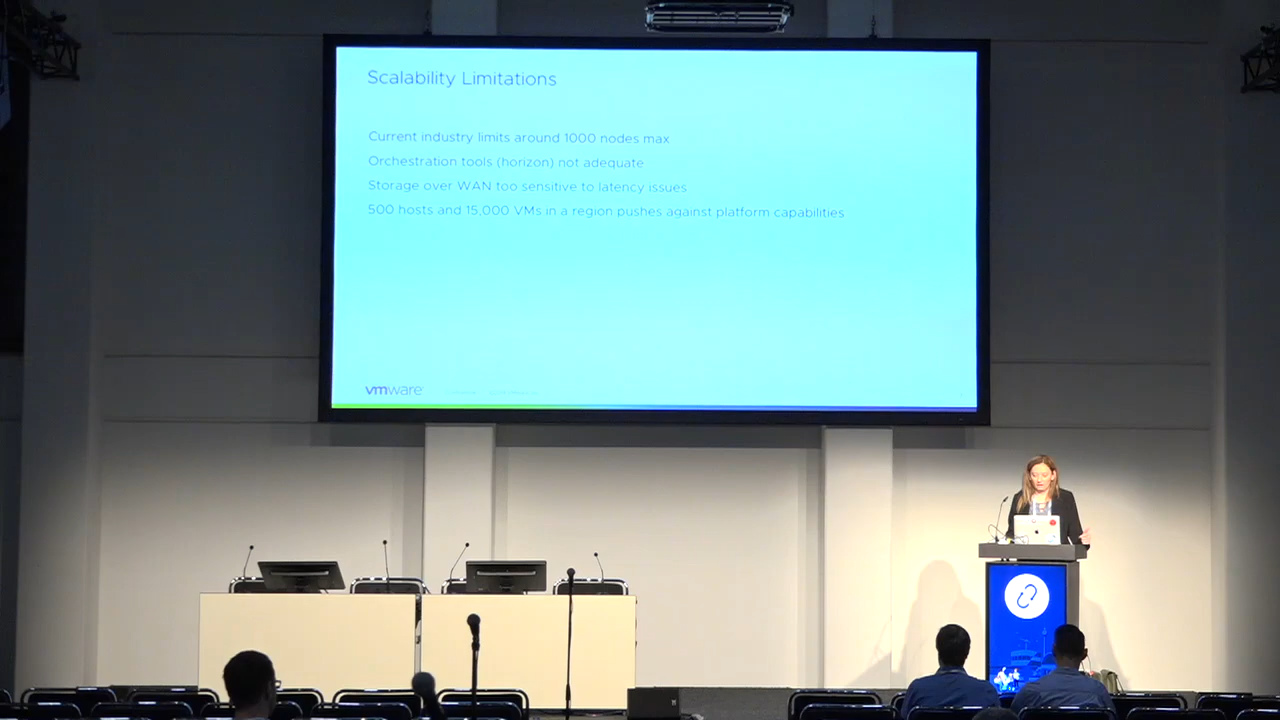 Scalability Limitations
Current industry limits around 1000 nodes max
Orchestration tools (horizon) not adequate
Storage over WAN too sensitive to latency issues
500 hosts and 15,000 VMs in a region pushes against platform capabilities
vmware